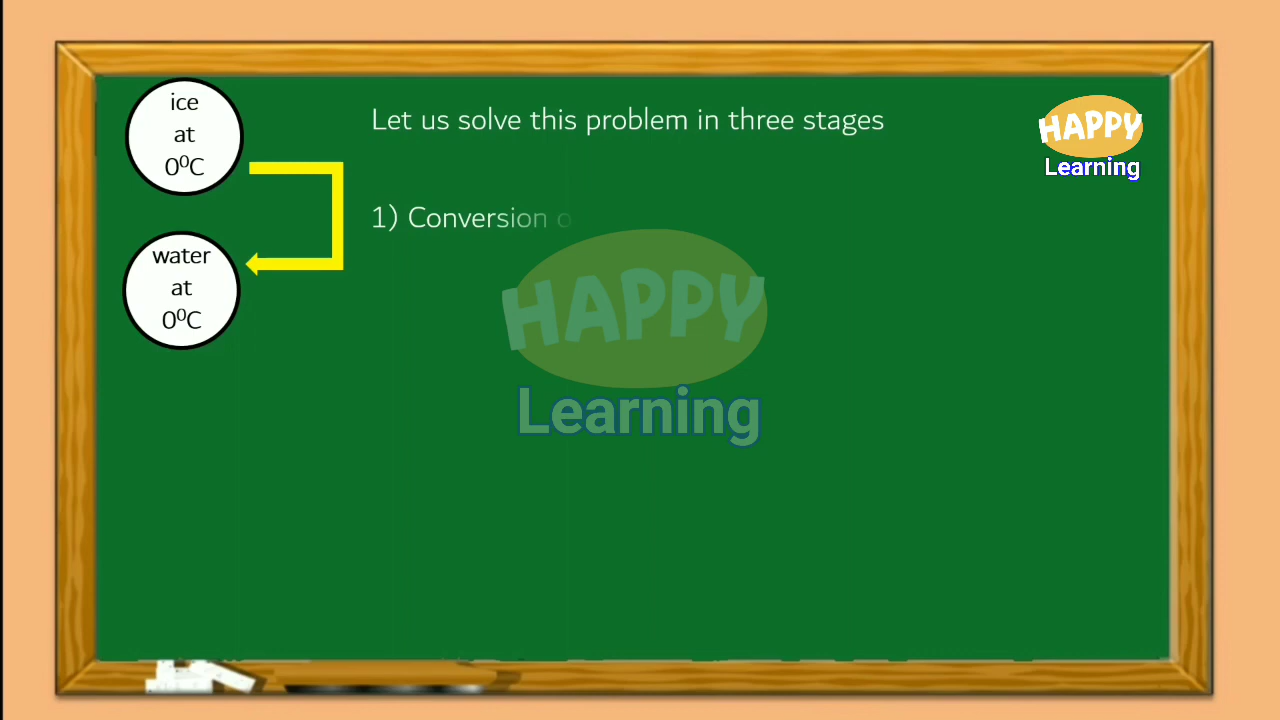 ice
at
0⁰C
Let us solve this problem in three stages
HAPPY
Learning
1) Conversion o
water
at
0⁰C
HAPPY
Learning